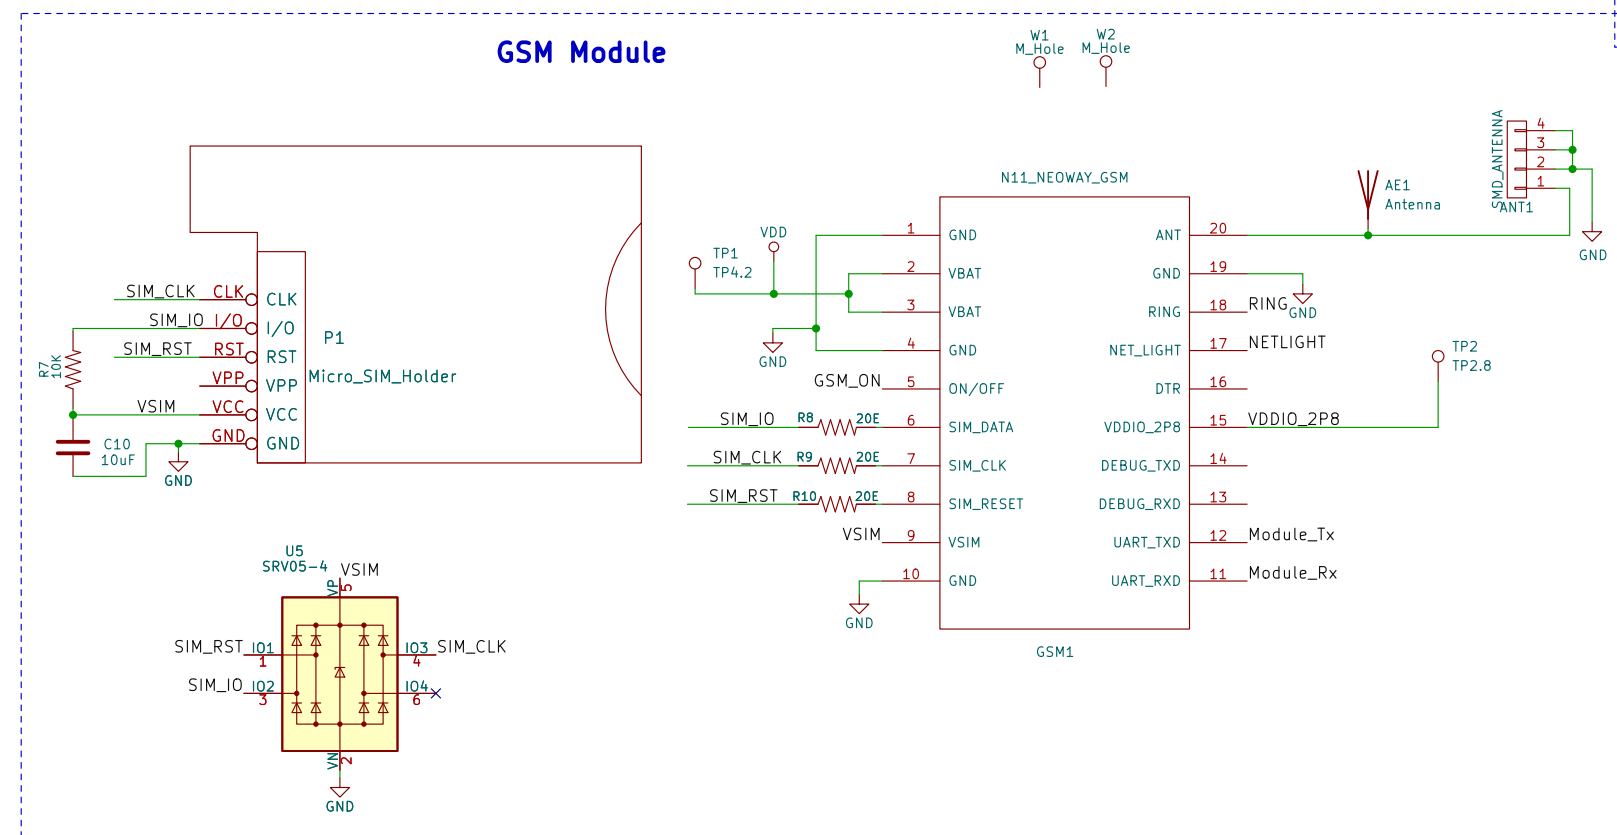 GSM Module
W1
M_Hole
W2
M_Hole
SMD_ANTENNA
ANT1
4
3
2
1
GND
AE1
Antenna
N11_NEOWAY_GSM
GSM1
TP1
TP4.2
VDD
GND
1 GND
2 VBAT
3 VBAT
4 GND
GSM_ON 5 ON/OFF
SIM_IO R8 20E 6 SIM_DATA
SIM_CLK R9 20E 7 SIM_CLK
SIM_RST R10 20E 8 SIM_RESET
VSIM 9 VSIM
10 GND
GND
ANT 20
GND 19
GND
RING 18 RING
NET_LIGHT 17 NETLIGHT
DTR 16
VDDIO_2P8 15 VDDIO_2P8
DEBUG_TXD 14
DEBUG_RXD 13
UART_TXD 12 Module_Tx
UART_RXD 11 Module_Rx
TP2
TP2.8
SIM_CLK CLK CLK
SIM_IO I/O I/O
SIM_RST RST RST
VPP VPP
VSIM VCC VCC
GND GND
P1
Micro_SIM_Holder
R7
10K
C10
10uF
GND
U5
SRV05-4
VSIM
VP
5
SIM_RST IO1
1
SIM_IO IO2
3
IO3 SIM_CLK
4
IO4
6
VN
2
GND